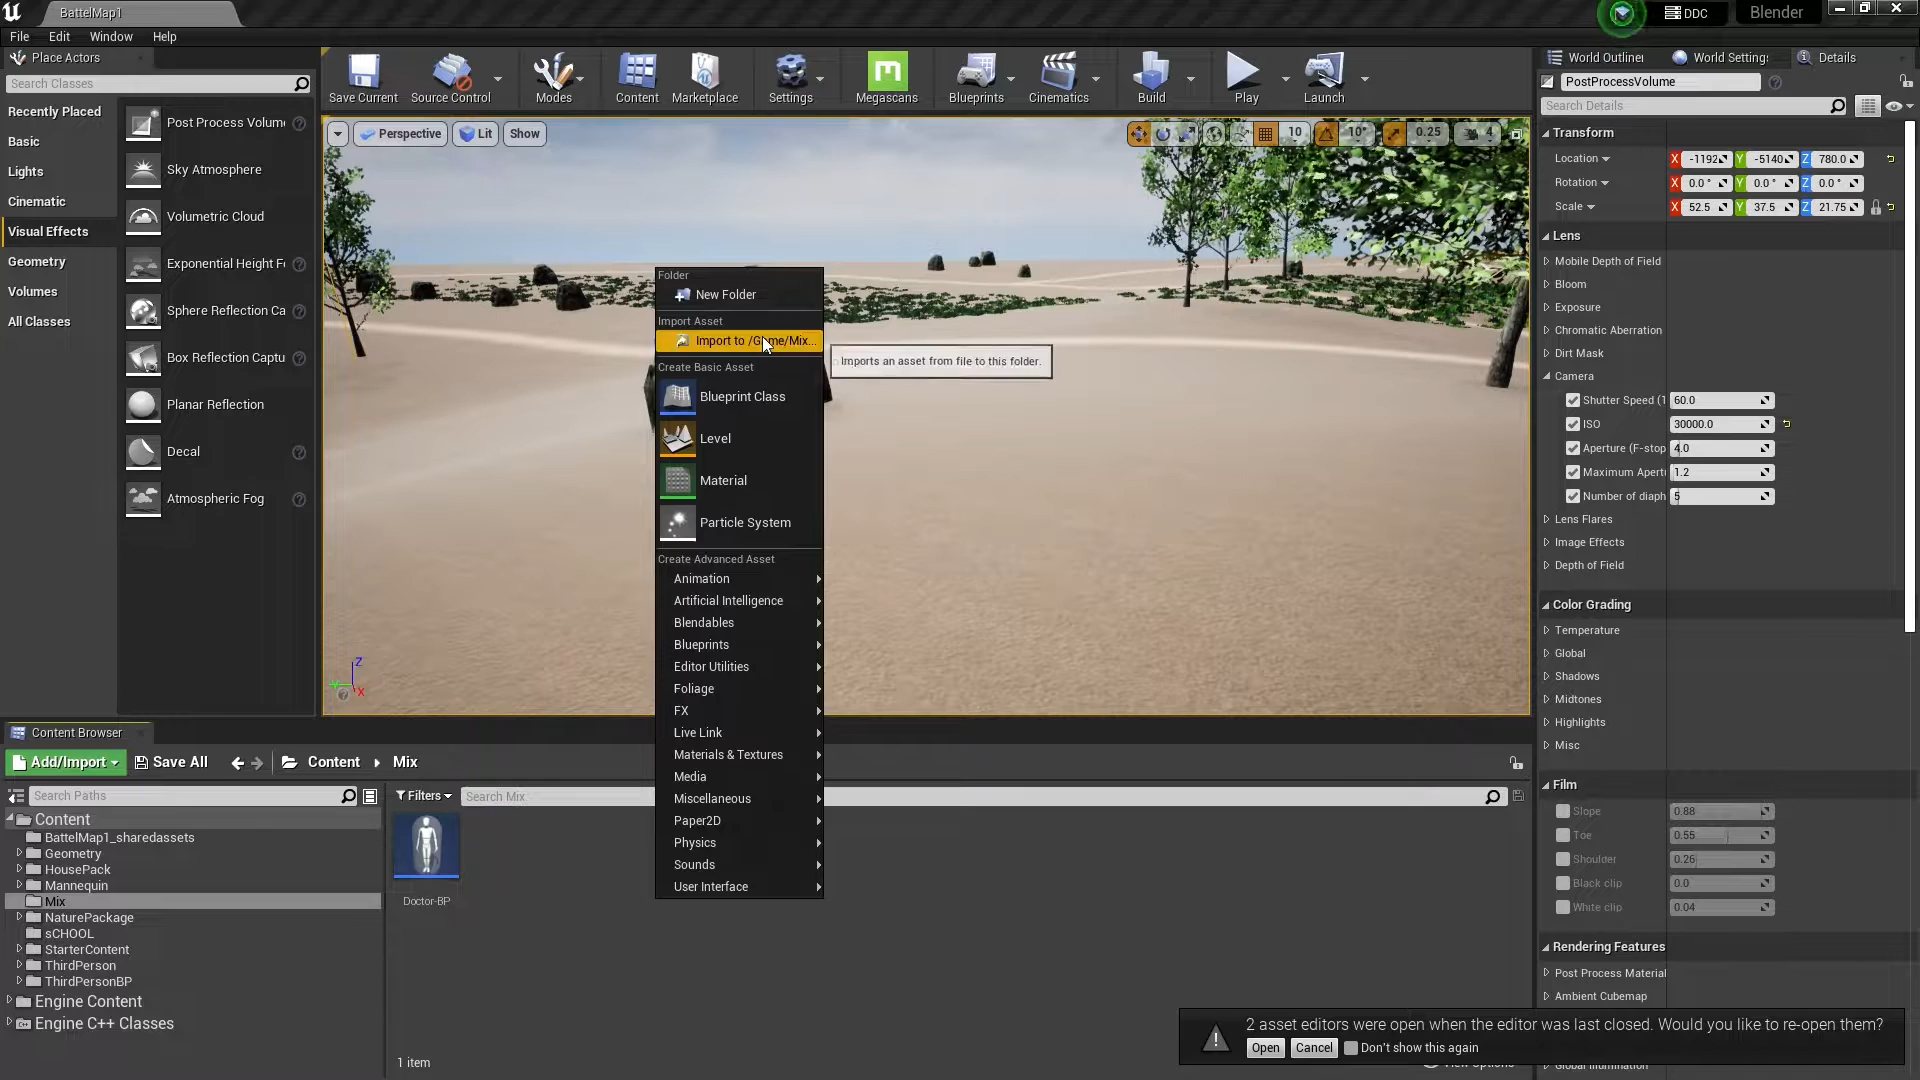 BattelMap1
DDC
Blender
File Edit Window Help
Place Actors
Search Classes
Recently Placed
Basic
Lights
Cinematic
Visual Effects
Geometry
Volumes
All Classes
Post Process Volum
Sky Atmosphere
Volumetric Cloud
Exponential Height F
Sphere Reflection Ca
Box Reflection Captu
Planar Reflection
Decal
Atmospheric Fog
Save Current
Source Control
Modes
Content
Marketplace
Settings
Megascans
Blueprints
Cinematics
Build
Play
Launch
Perspective
Lit
Show
10
10°
0.25
4
Folder
New Folder
Import Asset
Import to /Game/Mix...
Imports an asset from file to this folder.
Create Basic Asset
Blueprint Class
Level
Material
Particle System
Create Advanced Asset
Animation
Artificial Intelligence
Blendables
Blueprints
Editor Utilities
Foliage
FX
Live Link
Materials & Textures
Media
Miscellaneous
Paper2D
Physics
Sounds
User Interface
World Outliner
World Setting
Details
PostProcessVolume
Search Details
Transform
Location X -1192 Y -5140 Z 780.0
Rotation X 0.0 ° Y 0.0 ° Z 0.0 °
Scale X 52.5 Y 37.5 Z 21.75
Lens
Mobile Depth of Field
Bloom
Exposure
Chromatic Aberration
Dirt Mask
Camera
Shutter Speed (1 60.0
ISO 30000.0
Aperture (F-stop 4.0
Maximum Apert 1.2
Number of diaph 5
Lens Flares
Image Effects
Depth of Field
Color Grading
Temperature
Global
Shadows
Midtones
Highlights
Misc
Film
Slope 0.88
Toe 0.55
Shoulder 0.26
Black clip 0.0
White clip 0.04
Rendering Features
Post Process Material
Ambient Cubemap
Z
X
Content Browser
Add/Import
Save All
Content
Mix
Search Paths
Filters
Search Mix
Content
BattelMap1_sharedassets
Geometry
HousePack
Mannequin
Mix
NaturePackage
sCHOOL
StarterContent
ThirdPerson
ThirdPersonBP
Engine Content
Engine C++ Classes
Doctor-BP
1 item
2 asset editors were open when the editor was last closed. Would you like to re-open them?
Open
Cancel
Don't show this again